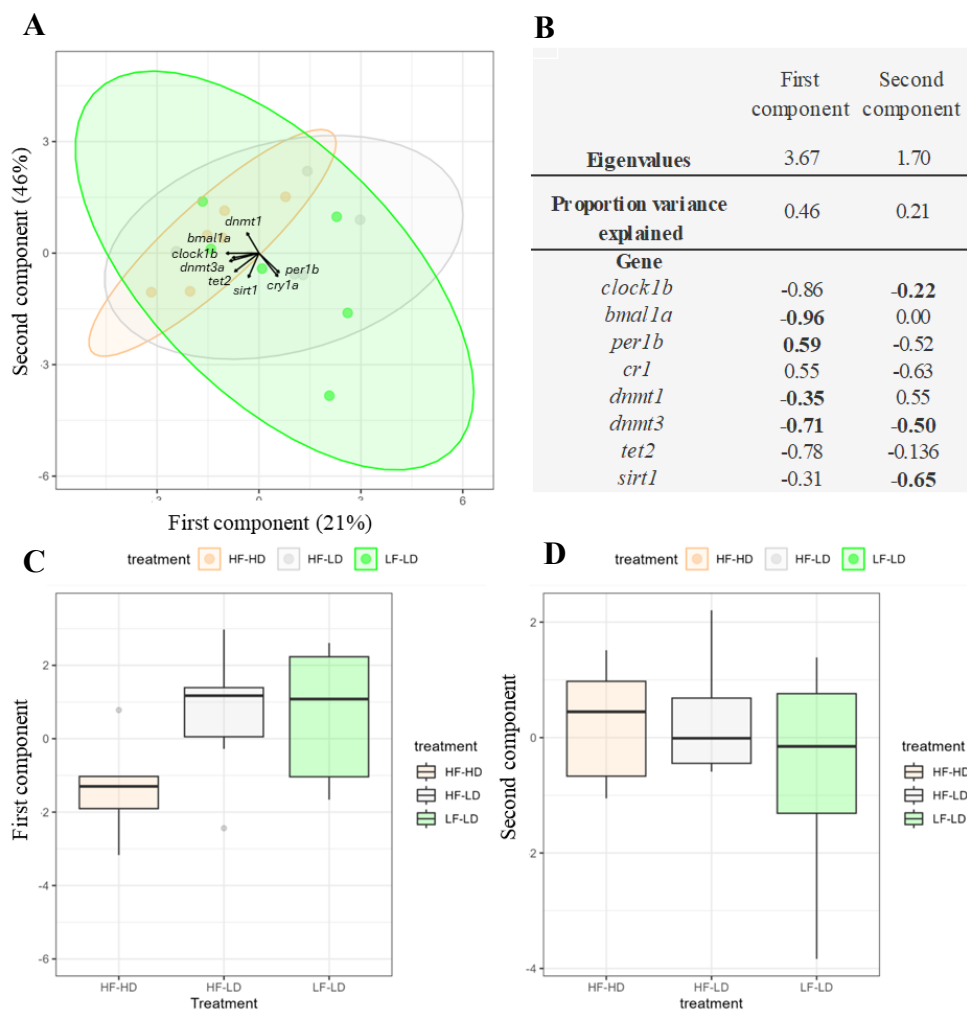 A
Second component (46%)
3
0
-3
-6
dnmt1
bmal1a
clock1b
dnmt3a
tet2
sirt1
per1b
cry1a
-3 0 3 6
First component (21%)
B
First component Second component
Eigenvalues 3.67 1.70
Proportion variance explained 0.46 0.21
Gene
clock1b -0.86 -0.22
bmal1a -0.96 0.00
per1b 0.59 -0.52
cr1 0.55 -0.63
dnmt1 -0.35 0.55
dnmt3 -0.71 -0.50
tet2 -0.78 -0.136
sirt1 -0.31 -0.65
C
treatment HF-HD HF-LD LF-LD
First component
2
0
-2
-4
-6
HF-HD HF-LD LF-LD
Treatment
treatment
HF-HD
HF-LD
LF-LD
D
treatment HF-HD HF-LD LF-LD
Second component
2
0
2
-4
HF-HD HF-LD LF-LD
treatment
treatment
HF-HD
HF-LD
LF-LD